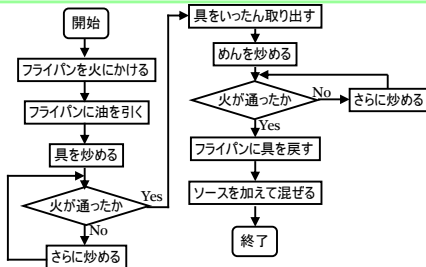 開始
フライパンを火にかける
フライパンに油を引く
具を炒める
火が通ったか
Yes
No
さらに炒める
具をいったん取り出す
めんを炒める
火が通ったか
No
さらに炒める
Yes
フライパンに具を戻す
ソースを加えて混ぜる
終了